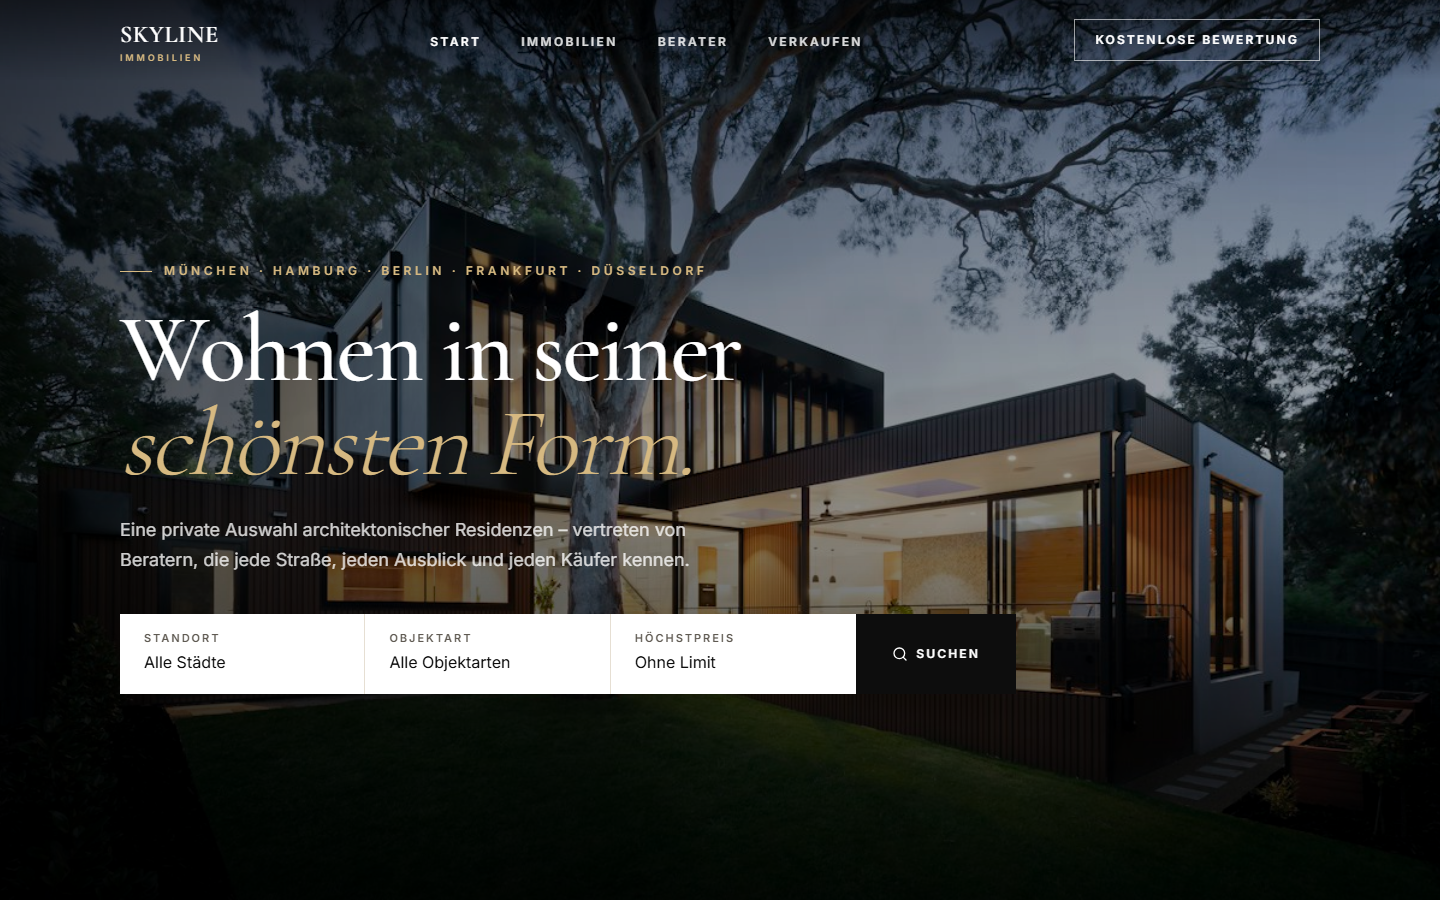 SKYLINE
IMMOBILIEN
START IMMOBILIEN BERATER VERKAUFEN
KOSTENLOSE BEWERTUNG
MÜNCHEN · HAMBURG · BERLIN · FRANKFURT · DÜSSELDORF
Wohnen in seiner
schönsten Form.
Eine private Auswahl architektonischer Residenzen – vertreten von
Beratern, die jede Straße, jeden Ausblick und jeden Käufer kennen.
STANDORT
Alle Städte
OBJEKTART
Alle Objektarten
HÖCHSTPREIS
Ohne Limit
SUCHEN